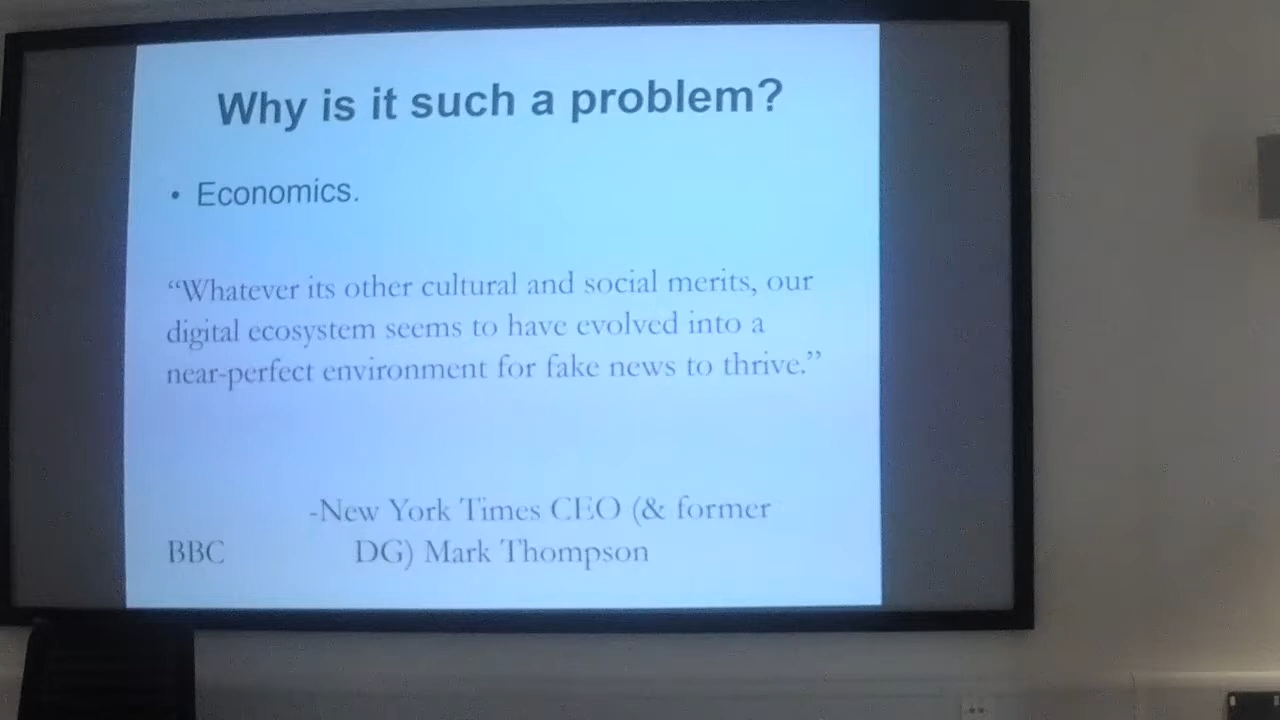 Why is it such a problem?
• Economics.
“Whatever its other cultural and social merits, our
digital ecosystem seems to have evolved into a
near-perfect environment for fake news to thrive.”
-New York Times CEO (& former
BBC DG) Mark Thompson